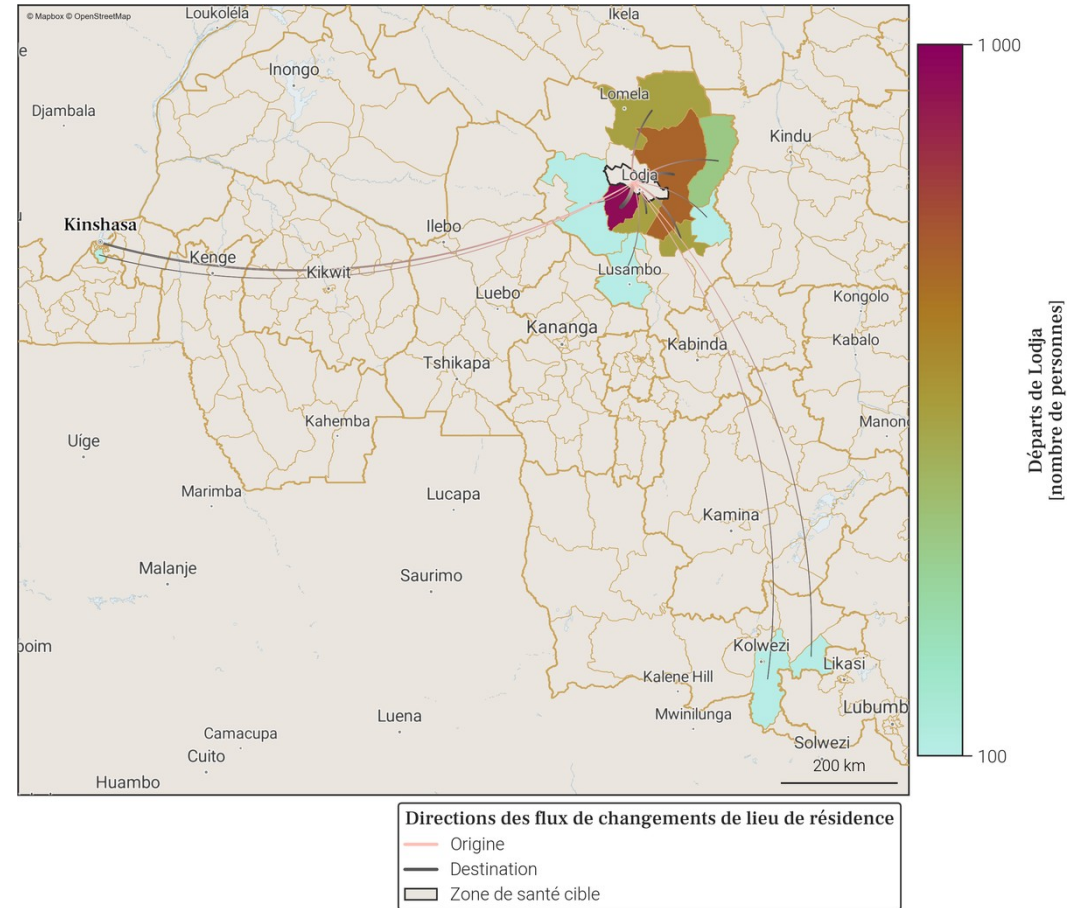 © Mapbox © OpenStreetMap
Loukoléla
Ikela
e
Inongo
Lomela
Djambala
Kindu
Lodja
Kinshasa
Ilebo
Kenge
Kikwit
Lusambo
Luebo
Kongolo
Kananga
Kabinda
Kabalo
Tshikapa
Kahemba
Manon
Uíge
Marimba
Lucapa
Kamina
Malanje
Saurimo
boim
Kolwezi
Likasi
Kalene Hill
Lubumb
Mwinilunga
Luena
Camacupa
Solwezi
Cuito
200 km
Huambo
1 000
100
Départs de Lodja
[nombre de personnes]
Directions des flux de changements de lieu de résidence
Origine
Destination
Zone de santé cible